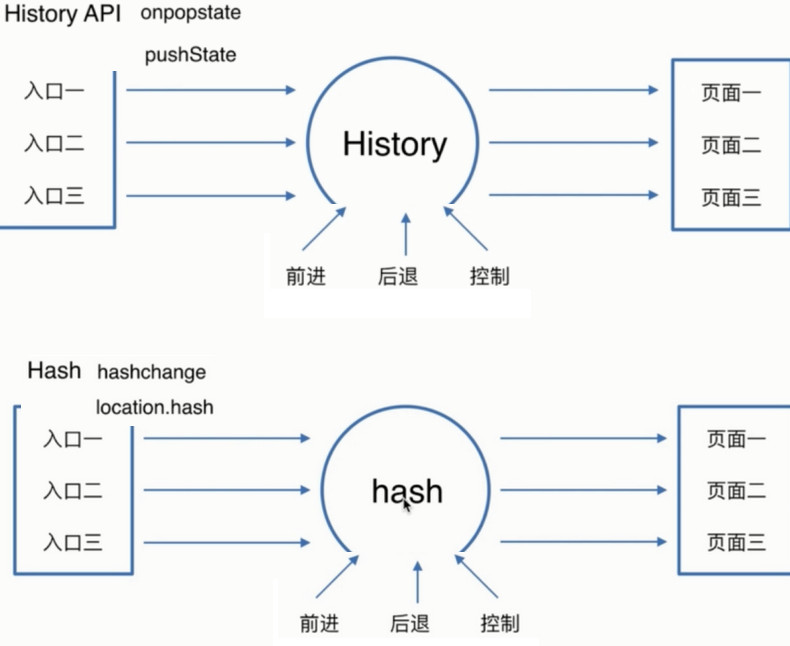 History API onpopstate
pushState
入口一
页面一
入口二
History
页面二
入口三
页面三
前进 后退 控制
Hash hashchange
location.hash
入口一
页面一
入口二
hash
页面二
入口三
页面三
前进 后退 控制